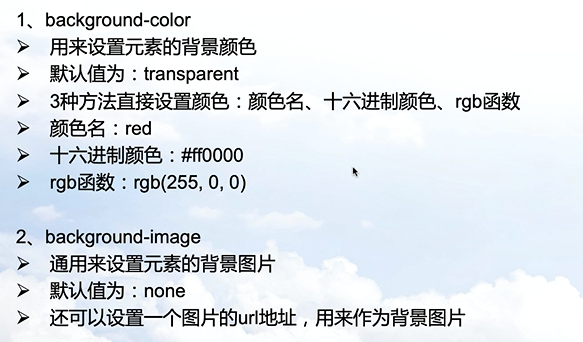 1、background-color
➢ 用来设置元素的背景颜色
➢ 默认值为：transparent
➢ 3种方法直接设置颜色：颜色名、十六进制颜色、rgb函数
➢ 颜色名：red
➢ 十六进制颜色：#ff0000
➢ rgb函数：rgb(255, 0, 0)
2、background-image
➢ 通用来设置元素的背景图片
➢ 默认值为：none
➢ 还可以设置一个图片的url地址，用来作为背景图片